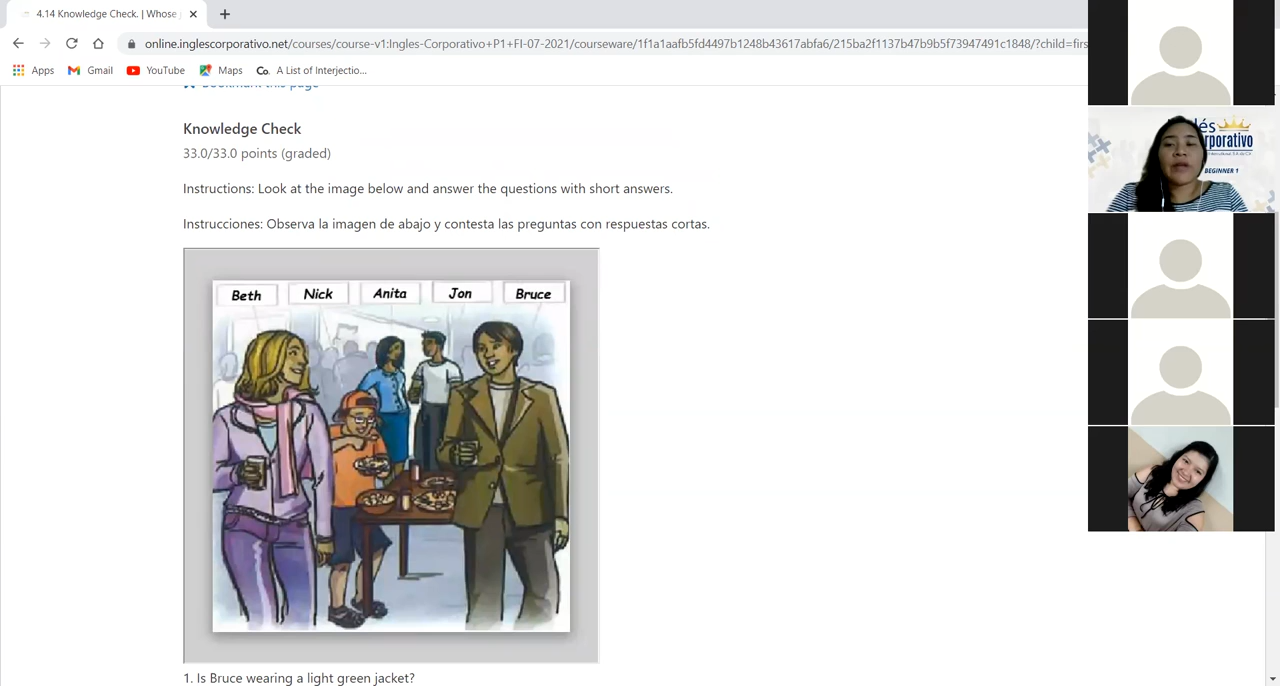 4.14 Knowledge Check. | Whose
online.inglescorporativo.net/courses/course-v1:Ingles-Corporativo+P1+FI-07-2021/courseware/1f1a1aafb5fd4497b1248b43617abfa6/215ba2f1137b47b9b5f73947491c1848/?child=firs
Apps Gmail YouTube Maps Co. A List of Interjectio...
Bookmark this page
Knowledge Check
33.0/33.0 points (graded)
Instructions: Look at the image below and answer the questions with short answers.
Instrucciones: Observa la imagen de abajo y contesta las preguntas con respuestas cortas.
Beth Nick Anita Jon Bruce
1. Is Bruce wearing a light green jacket?
BEGINNER 1